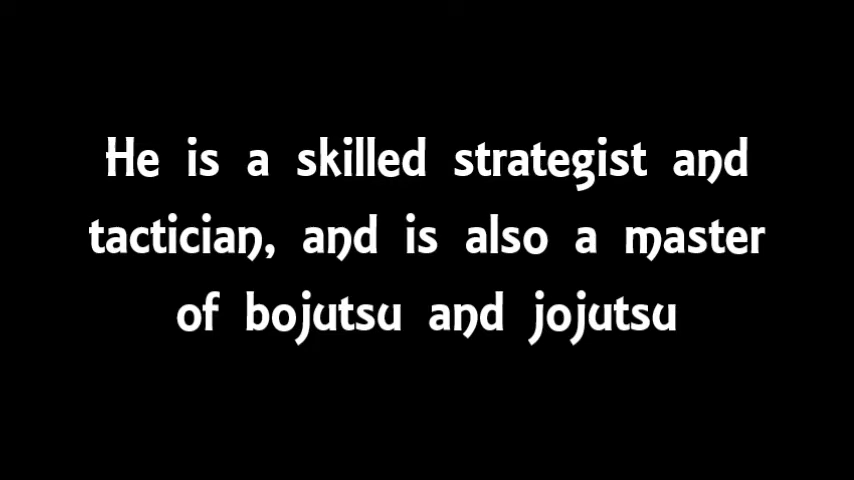 He is a skilled strategist and
tactician, and is also a master
of bojutsu and jojutsu